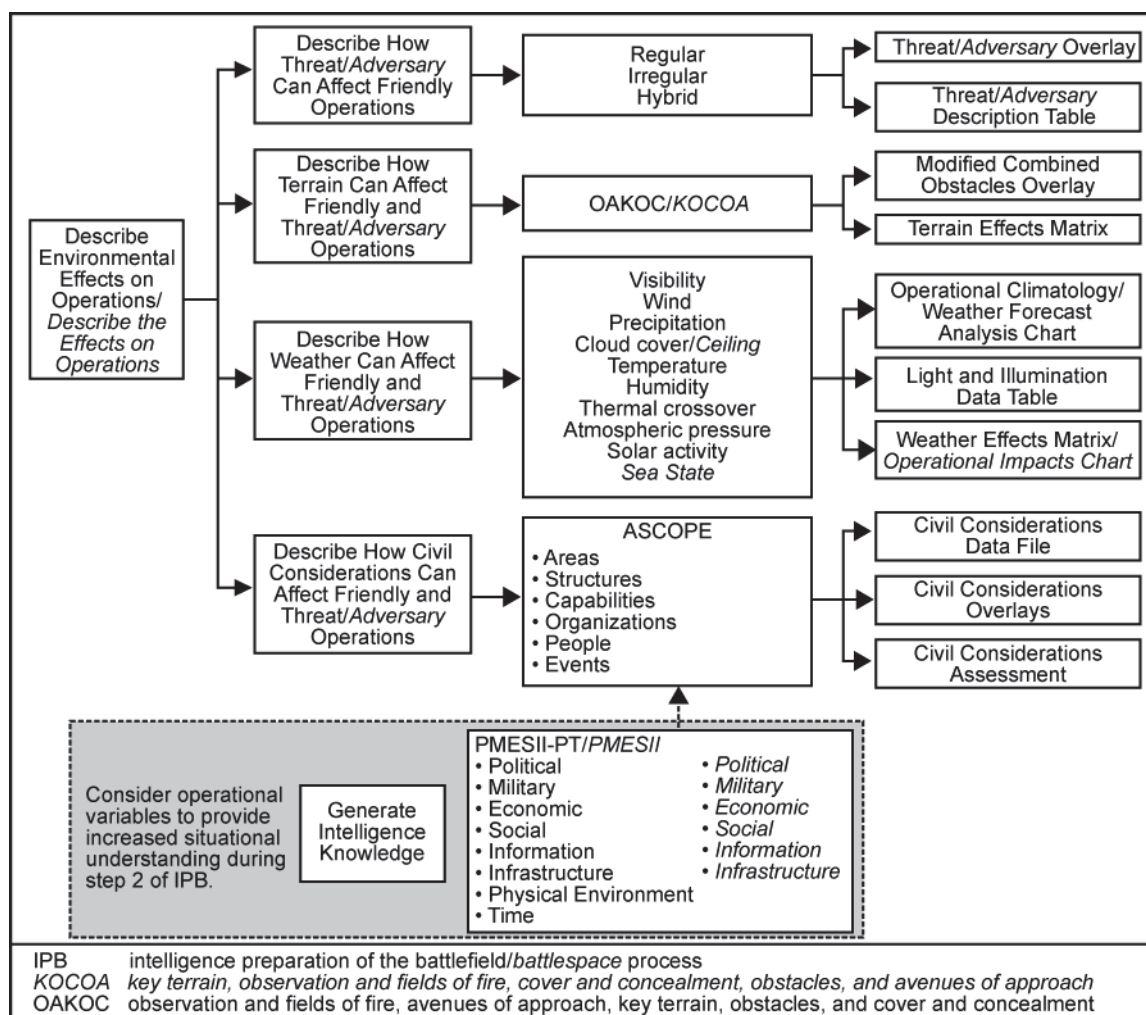 Describe
Environmental
Effects on
Operations/
Describe the
Effects on
Operations
Describe How
Threat/Adversary
Can Affect Friendly
Operations
Regular
Irregular
Hybrid
Threat/Adversary Overlay
Threat/Adversary
Description Table
Describe How
Terrain Can Affect
Friendly and
Threat/Adversary
Operations
OAKOC/KOCOA
Modified Combined
Obstacles Overlay
Terrain Effects Matrix
Describe How
Weather Can Affect
Friendly and
Threat/Adversary
Operations
Visibility
Wind
Precipitation
Cloud cover/Ceiling
Temperature
Humidity
Thermal crossover
Atmospheric pressure
Solar activity
Sea State
Operational Climatology/
Weather Forecast
Analysis Chart
Light and Illumination
Data Table
Weather Effects Matrix/
Operational Impacts Chart
Describe How Civil
Considerations Can
Affect Friendly and
Threat/Adversary
Operations
ASCOPE
• Areas
• Structures
• Capabilities
• Organizations
• People
• Events
Civil Considerations
Data File
Civil Considerations
Overlays
Civil Considerations
Assessment
Consider operational
variables to provide
increased situational
understanding during
step 2 of IPB.
Generate
Intelligence
Knowledge
PMESII-PT/PMESII
• Political
• Military
• Economic
• Social
• Information
• Infrastructure
• Physical Environment
• Time
• Political
• Military
• Economic
• Social
• Information
• Infrastructure
IPB intelligence preparation of the battlefield/battlespace process
KOCOA key terrain, observation and fields of fire, cover and concealment, obstacles, and avenues of approach
OAKOC observation and fields of fire, avenues of approach, key terrain, obstacles, and cover and concealment